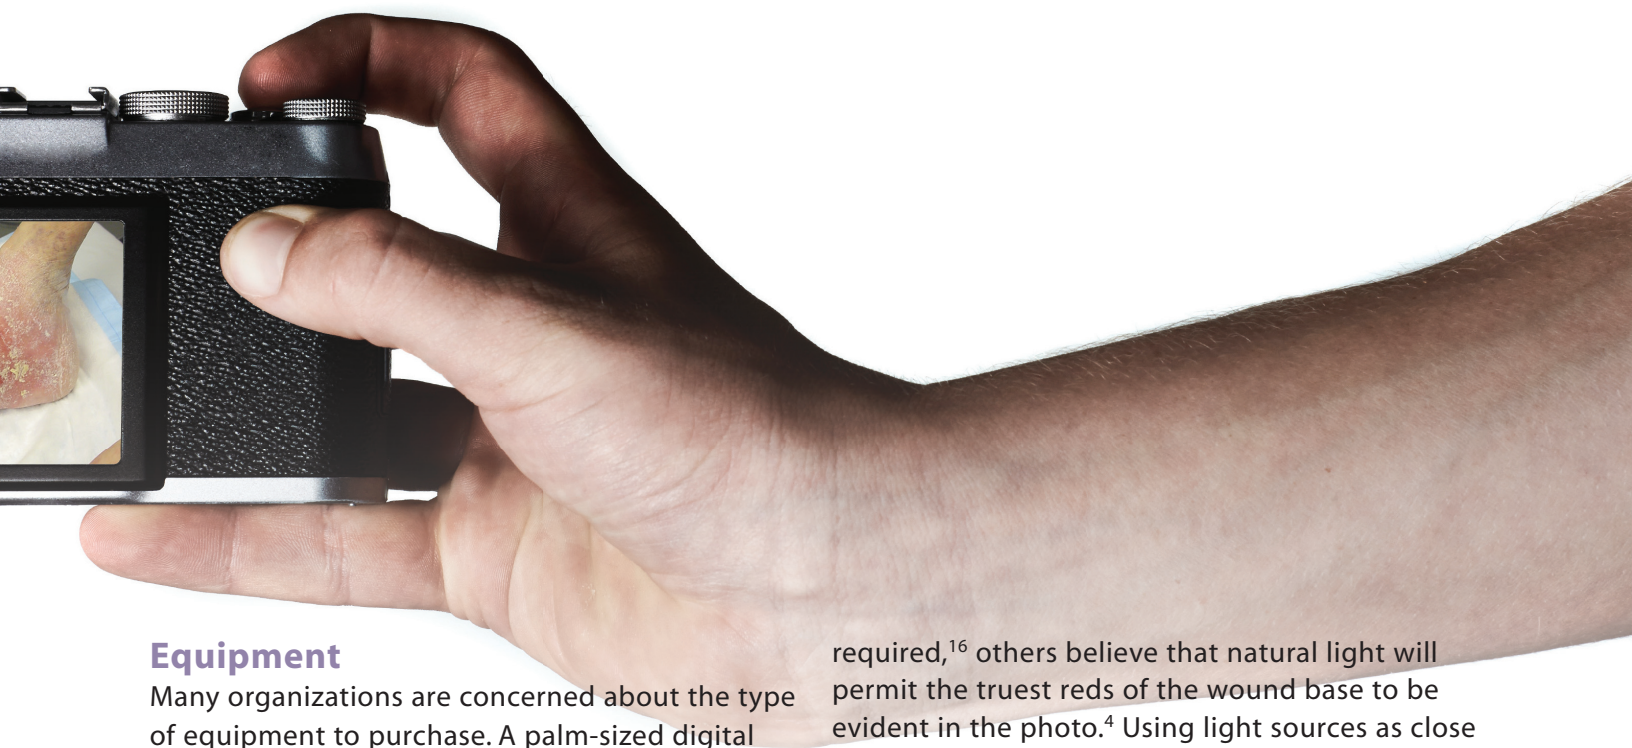 Equipment
Many organizations are concerned about the type
of equipment to purchase. A palm-sized digital
required,16 others believe that natural light will
permit the truest reds of the wound base to be
evident in the photo.4 Using light sources as close